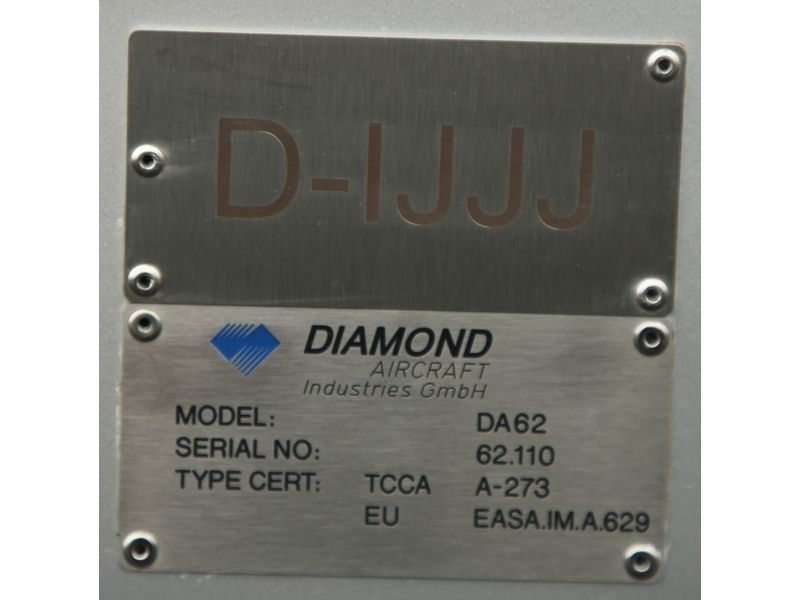 D-IJJJ
DIAMOND
AIRCRAFT
Industries GmbH
MODEL: DA62
SERIAL NO: 62.110
TYPE CERT: TCCA A-273
EU EASA.IM.A.629